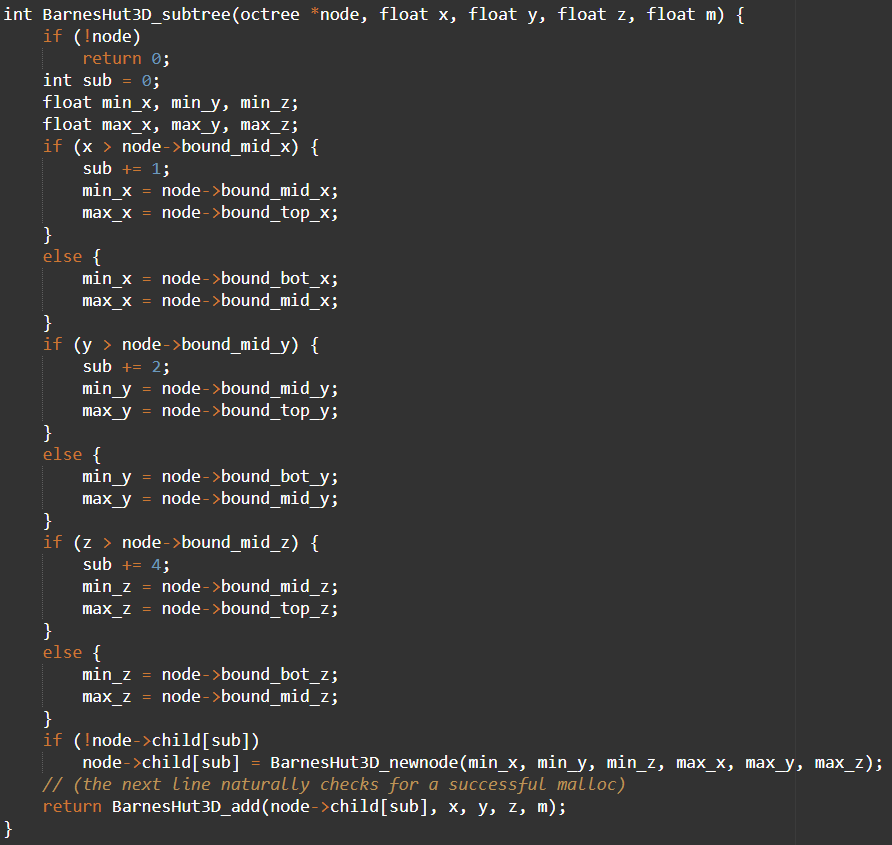 int BarnesHut3D_subtree(octree *node, float x, float y, float z, float m) {
    if (!node)
        return 0;
    int sub = 0;
    float min_x, min_y, min_z;
    float max_x, max_y, max_z;
    if (x > node->bound_mid_x) {
        sub += 1;
        min_x = node->bound_mid_x;
        max_x = node->bound_top_x;
    }
    else {
        min_x = node->bound_bot_x;
        max_x = node->bound_mid_x;
    }
    if (y > node->bound_mid_y) {
        sub += 2;
        min_y = node->bound_mid_y;
        max_y = node->bound_top_y;
    }
    else {
        min_y = node->bound_bot_y;
        max_y = node->bound_mid_y;
    }
    if (z > node->bound_mid_z) {
        sub += 4;
        min_z = node->bound_mid_z;
        max_z = node->bound_top_z;
    }
    else {
        min_z = node->bound_bot_z;
        max_z = node->bound_mid_z;
    }
    if (!node->child[sub])
        node->child[sub] = BarnesHut3D_newnode(min_x, min_y, min_z, max_x, max_y, max_z);
    // (the next line naturally checks for a successful malloc)
    return BarnesHut3D_add(node->child[sub], x, y, z, m);
}